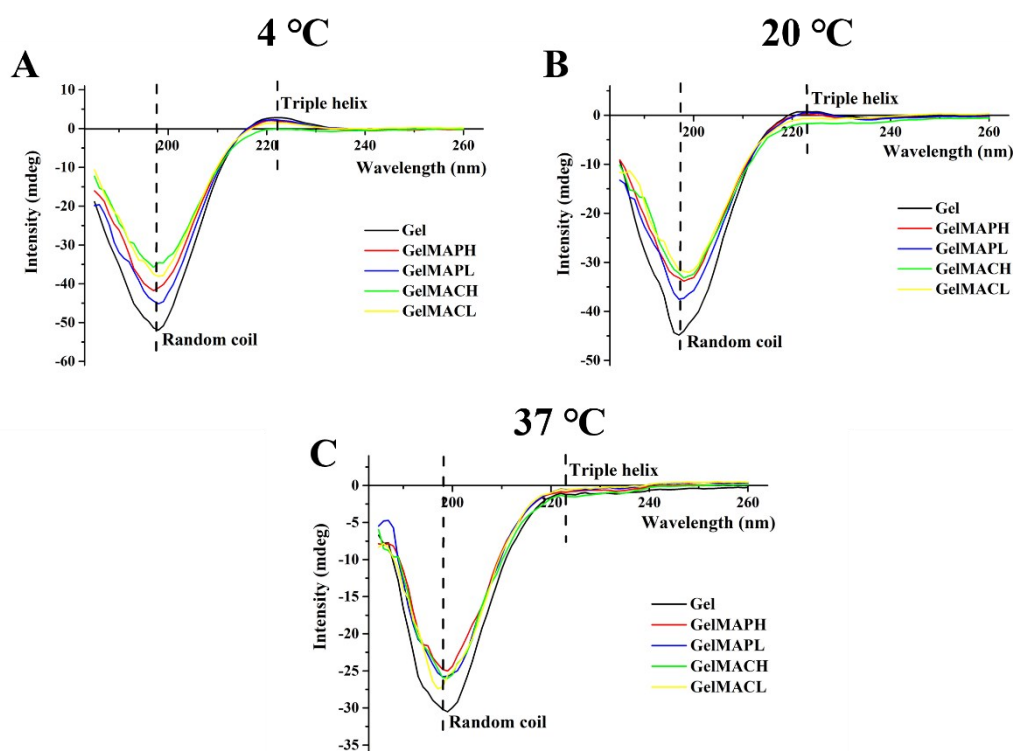 4 °C
A
10
0
-10
-20
-30
-40
-50
-60
Intensity (mdeg)
200
220
240
260
Wavelength (nm)
Triple helix
Random coil
Gel
GelMAPH
GelMAPL
GelMACH
GelMACL
20 °C
B
10
0
-10
-20
-30
-40
-50
Intensity (mdeg)
200
220
240
260
Wavelength (nm)
Triple helix
Random coil
Gel
GelMAPH
GelMAPL
GelMACH
GelMACL
37 °C
C
0
-5
-10
-15
-20
-25
-30
-35
Intensity (mdeg)
200
220
240
260
Wavelength (nm)
Triple helix
Random coil
Gel
GelMAPH
GelMAPL
GelMACH
GelMACL